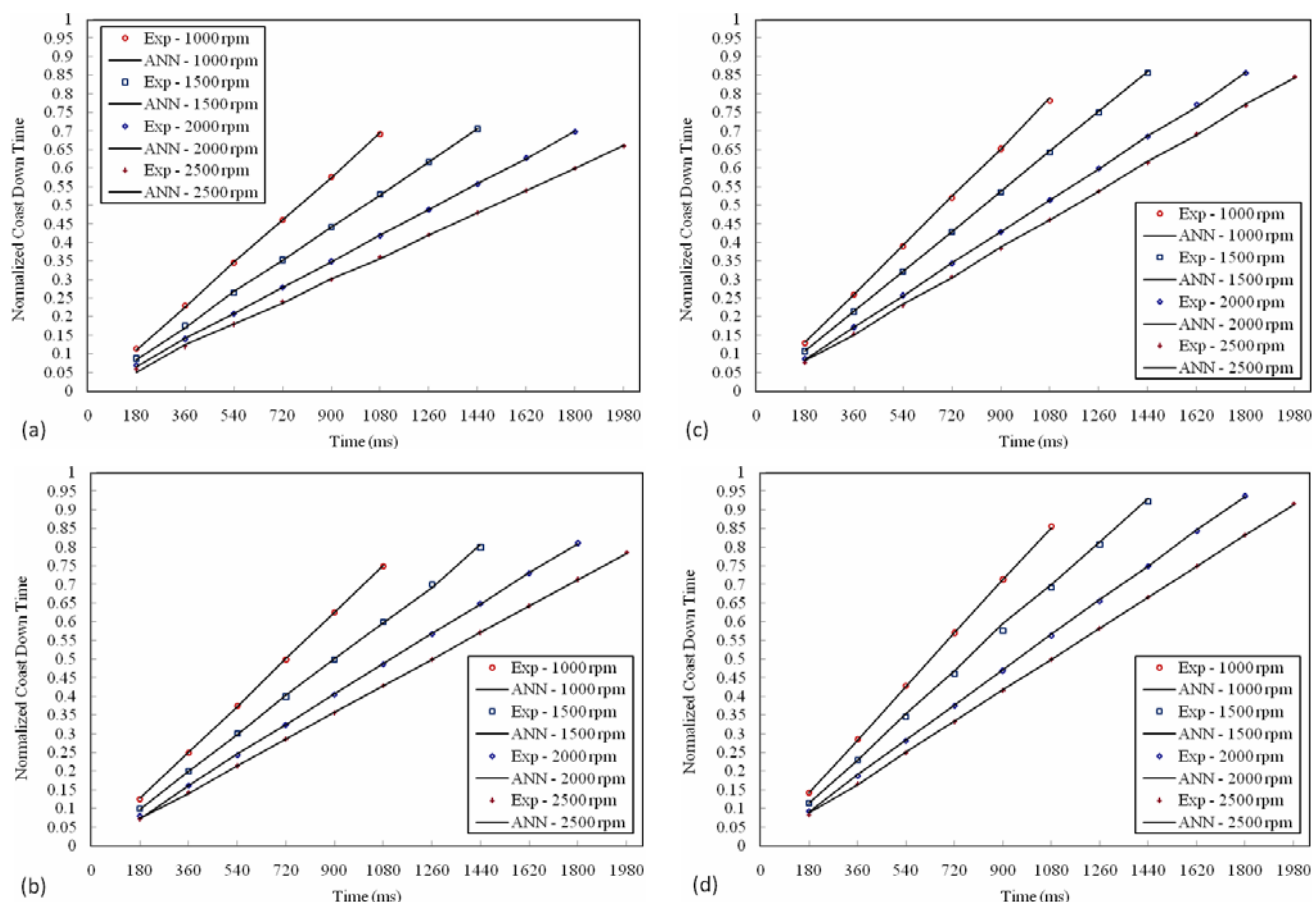 1
0.95
0.9
0.85
0.8
0.75
0.7
0.65
0.6
0.55
0.5
0.45
0.4
0.35
0.3
0.25
0.2
0.15
0.1
0.05
0
Normalized Coast Down Time
Exp - 1000 rpm
ANN - 1000 rpm
Exp - 1500 rpm
ANN - 1500 rpm
Exp - 2000 rpm
ANN - 2000 rpm
Exp - 2500 rpm
ANN - 2500 rpm
0 180 360 540 720 900 1080 1260 1440 1620 1800 1980
Time (ms)
(a)
1
0.95
0.9
0.85
0.8
0.75
0.7
0.65
0.6
0.55
0.5
0.45
0.4
0.35
0.3
0.25
0.2
0.15
0.1
0.05
0
Normalized Coast Down Time
Exp - 1000 rpm
ANN - 1000 rpm
Exp - 1500 rpm
ANN - 1500 rpm
Exp - 2000 rpm
ANN - 2000 rpm
Exp - 2500 rpm
ANN - 2500 rpm
0 180 360 540 720 900 1080 1260 1440 1620 1800 1980
Time (ms)
(c)
1
0.95
0.9
0.85
0.8
0.75
0.7
0.65
0.6
0.55
0.5
0.45
0.4
0.35
0.3
0.25
0.2
0.15
0.1
0.05
0
Normalized Coast Down Time
Exp - 1000 rpm
ANN - 1000 rpm
Exp - 1500 rpm
ANN - 1500 rpm
Exp - 2000 rpm
ANN - 2000 rpm
Exp - 2500 rpm
ANN - 2500 rpm
0 180 360 540 720 900 1080 1260 1440 1620 1800 1980
Time (ms)
(b)
1
0.95
0.9
0.85
0.8
0.75
0.7
0.65
0.6
0.55
0.5
0.45
0.4
0.35
0.3
0.25
0.2
0.15
0.1
0.05
0
Normalized Coast Down Time
Exp - 1000 rpm
ANN - 1000 rpm
Exp - 1500 rpm
ANN - 1500 rpm
Exp - 2000 rpm
ANN - 2000 rpm
Exp - 2500 rpm
ANN - 2500 rpm
0 180 360 540 720 900 1080 1260 1440 1620 1800 1980
Time (ms)
(d)